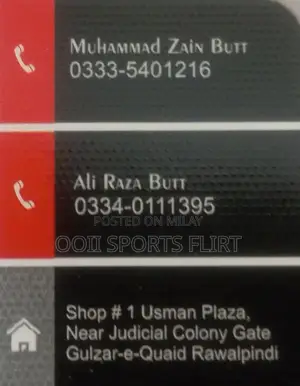 Muhammad Zain Butt
0333-5401216
Ali Raza Butt
0334-0111395
POSTED ON MILAY
OOII SPORTS FLIRT
Shop # 1 Usman Plaza,
Near Judicial Colony Gate
Gulzar-e-Quaid Rawalpindi